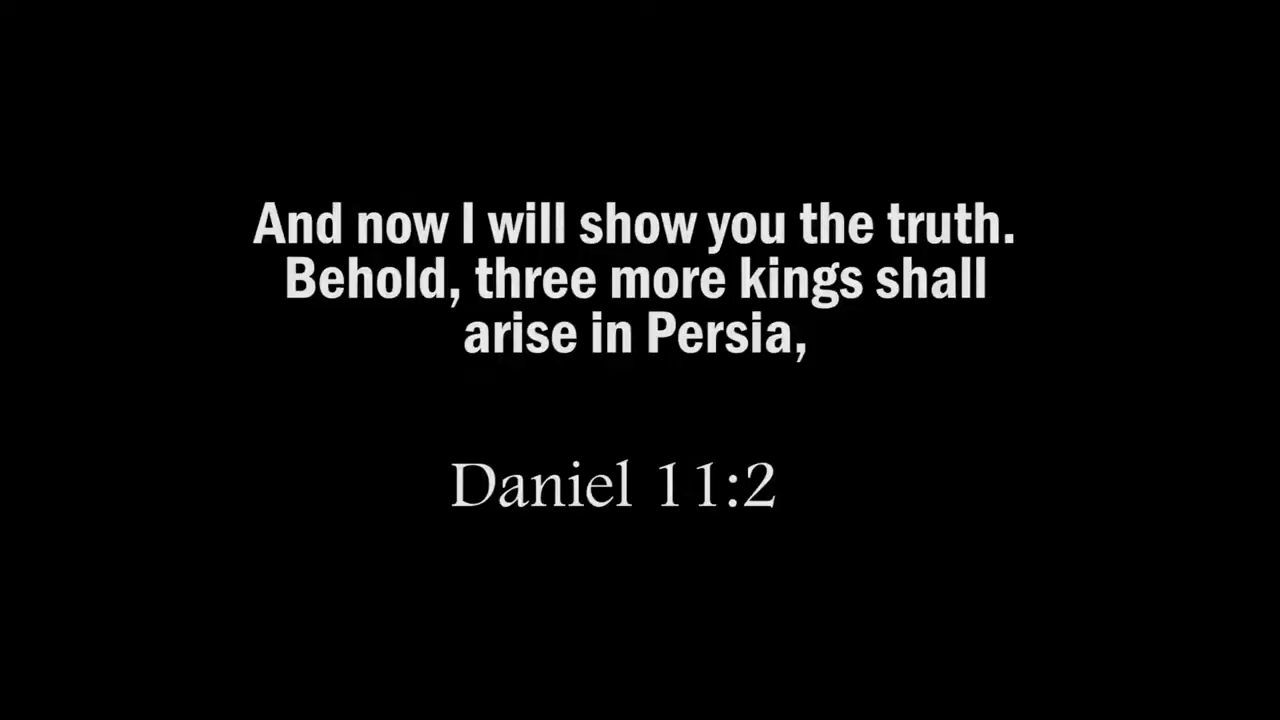 And now I will show you the truth.
Behold, three more kings shall
arise in Persia,
Daniel 11:2